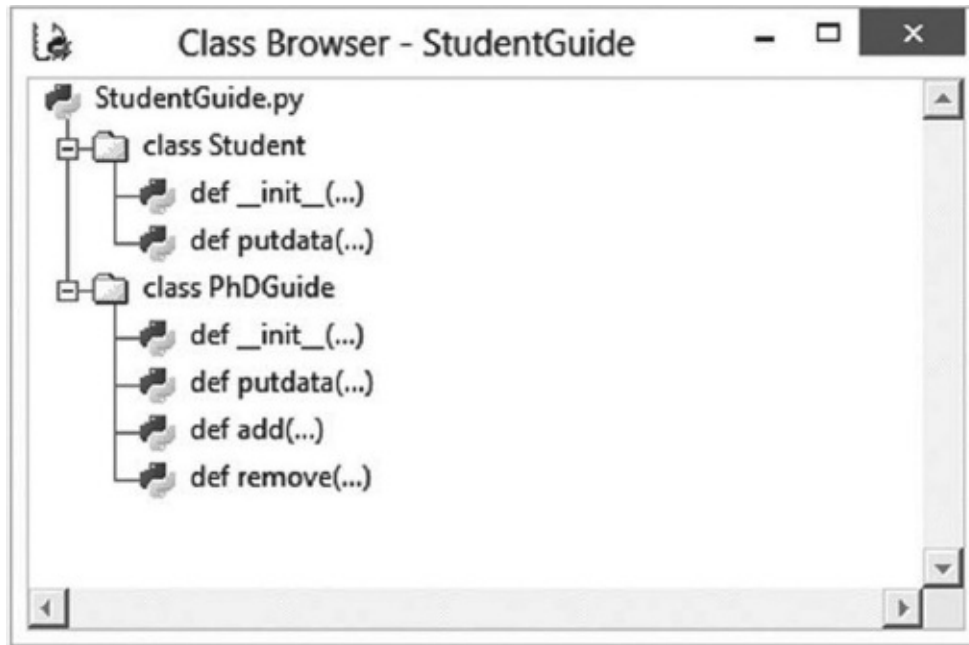 Class Browser - StudentGuide
StudentGuide.py
class Student
def __init__(...)
def putdata(...)
class PhDGuide
def __init__(...)
def putdata(...)
def add(...)
def remove(...)